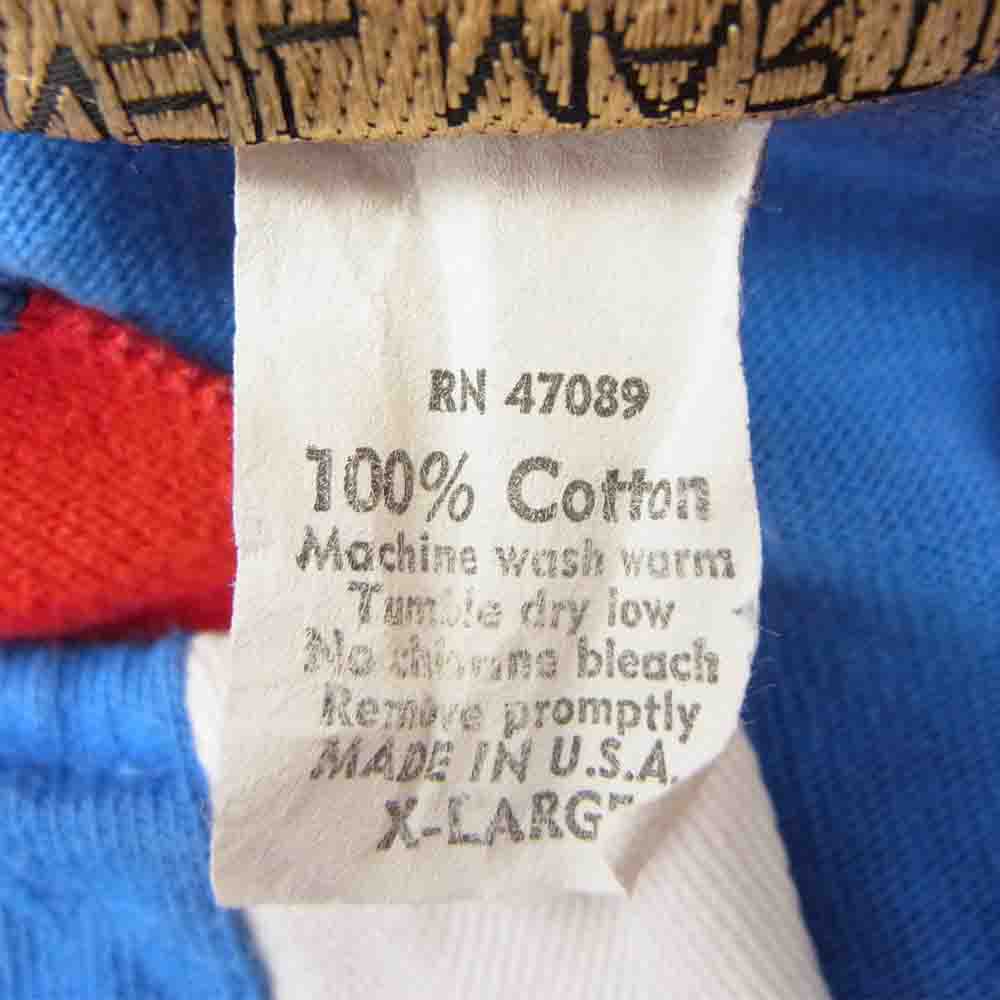 RN 47089
100% Cotton
Machine wash warm
Tumble dry low
No chlorine bleach
Remove promptly
MADE IN U.S.A.
X-LARGE